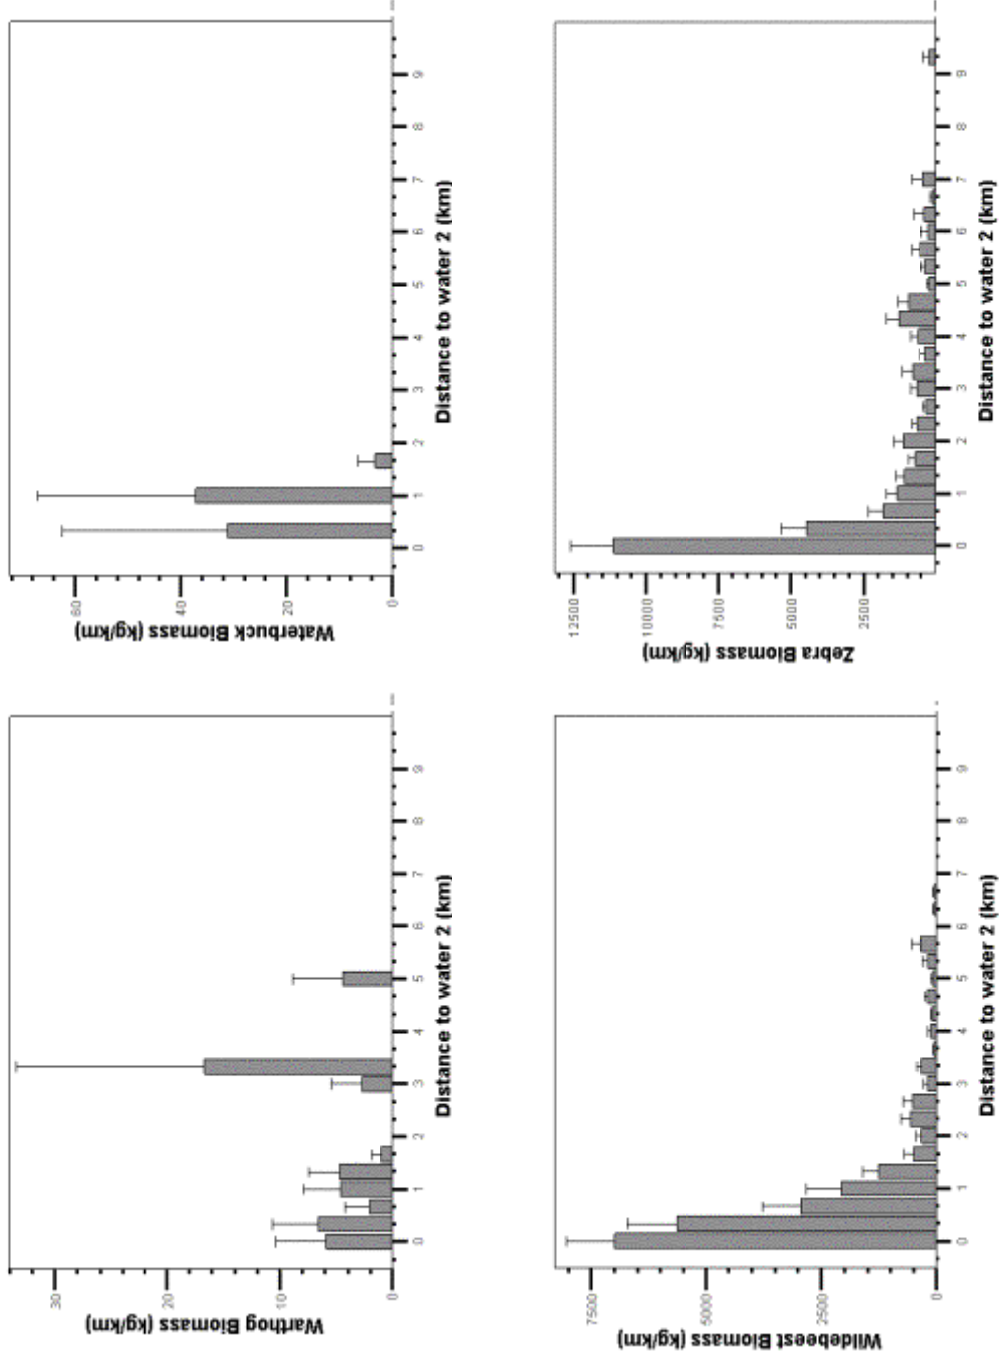 Warthog Biomass (kg/km)
30
20
10
0
0 1 2 3 4 5 6 7 8 9
Distance to water 2 (km)
Waterbuck Biomass (kg/km)
60
40
20
0
0 1 2 3 4 5 6 7 8 9
Distance to water 2 (km)
Wildebeest Biomass (kg/km)
7500
5000
2500
0
0 1 2 3 4 5 6 7 8 9
Distance to water 2 (km)
Zebra Biomass (kg/km)
12500
10000
7500
5000
2500
0 1 2 3 4 5 6 7 8 9
Distance to water 2 (km)